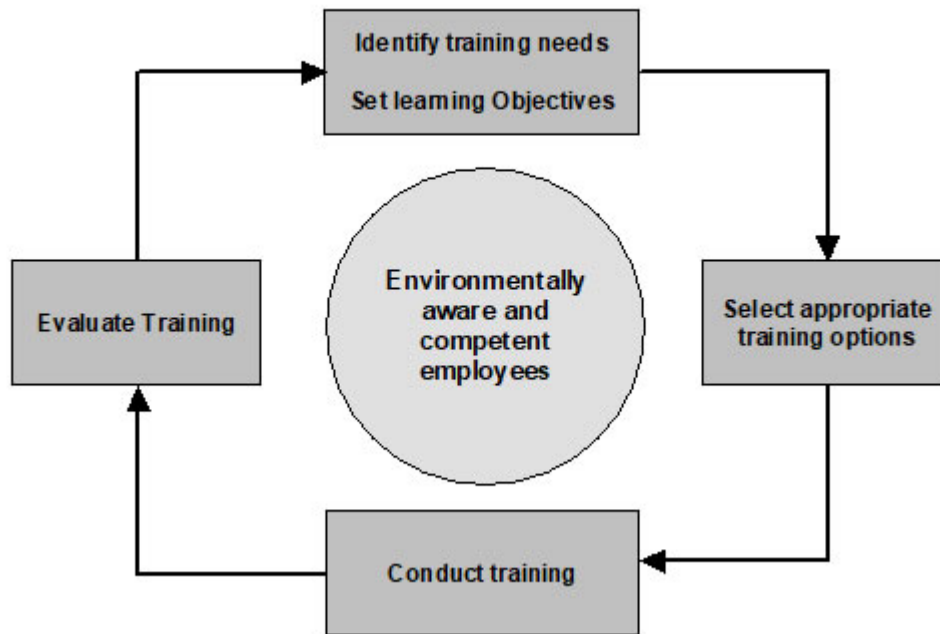 Identify training needs
Set learning Objectives
Environmentally
aware and
competent
employees
Evaluate Training
Select appropriate
training options
Conduct training